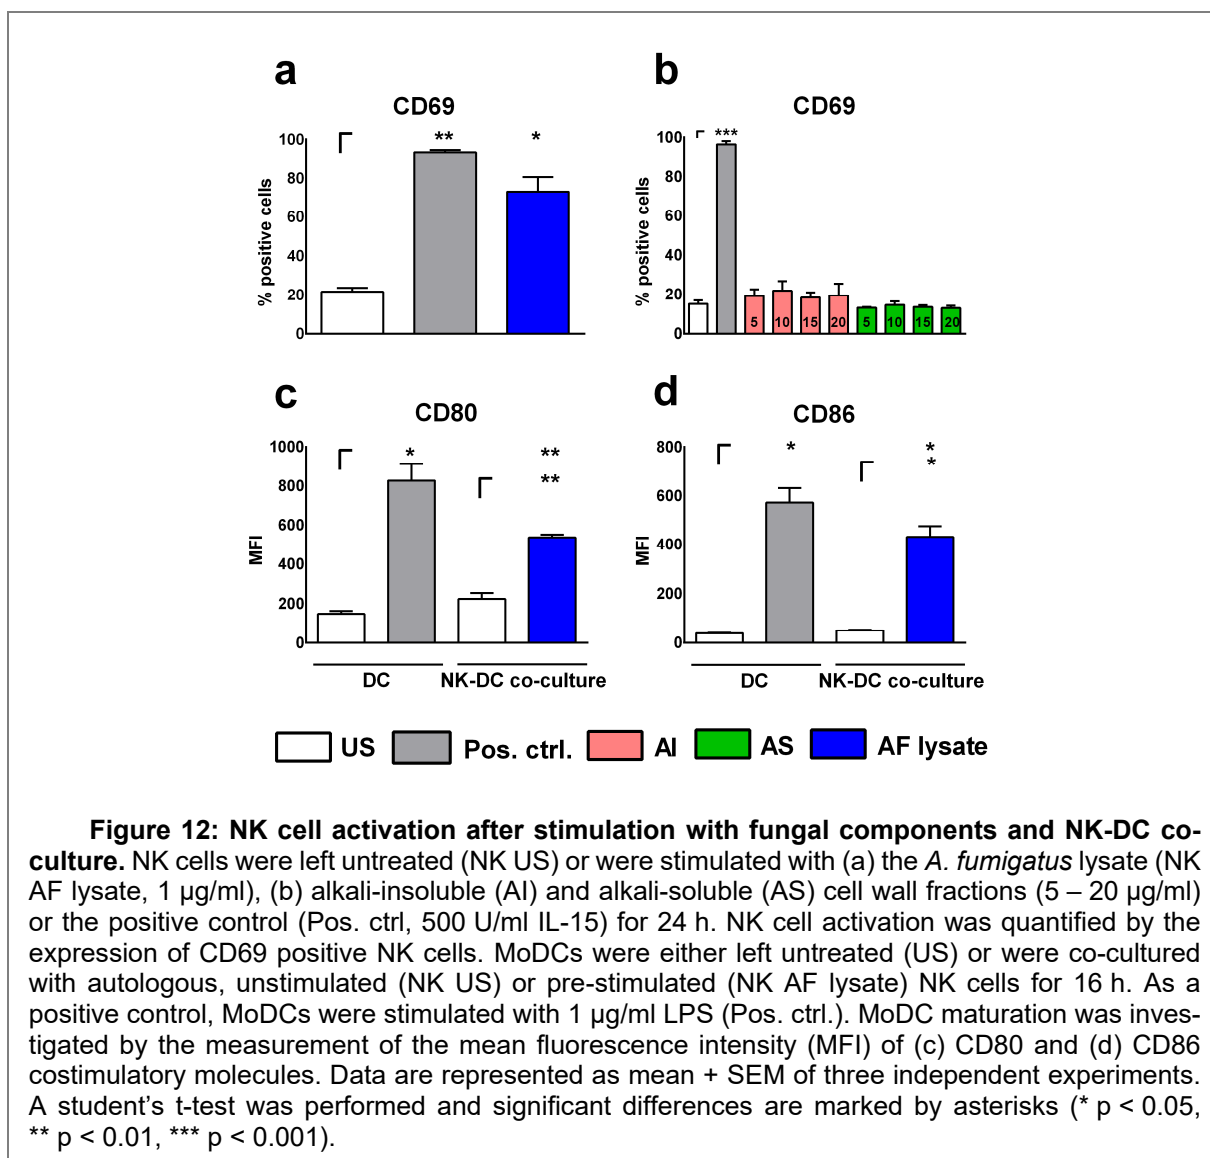 a
b
CD69
CD69
**
*
***
% positive cells
100
80
60
40
20
0
% positive cells
100
80
60
40
20
0
5 10 15 20 5 10 15 20
c
d
CD80
CD86
*
**
**
*
*
*
MFI
1000
800
600
400
200
0
MFI
800
600
400
200
0
DC NK-DC co-culture
DC NK-DC co-culture
US Pos. ctrl. AI AS AF lysate
Figure 12: NK cell activation after stimulation with fungal components and NK-DC co-
culture. NK cells were left untreated (NK US) or were stimulated with (a) the A. fumigatus lysate (NK
AF lysate, 1 µg/ml), (b) alkali-insoluble (AI) and alkali-soluble (AS) cell wall fractions (5 – 20 µg/ml)
or the positive control (Pos. ctrl, 500 U/ml IL-15) for 24 h. NK cell activation was quantified by the
expression of CD69 positive NK cells. MoDCs were either left untreated (US) or were co-cultured
with autologous, unstimulated (NK US) or pre-stimulated (NK AF lysate) NK cells for 16 h. As a
positive control, MoDCs were stimulated with 1 µg/ml LPS (Pos. ctrl.). MoDC maturation was inves-
tigated by the measurement of the mean fluorescence intensity (MFI) of (c) CD80 and (d) CD86
costimulatory molecules. Data are represented as mean + SEM of three independent experiments.
A student’s t-test was performed and significant differences are marked by asterisks (* p < 0.05,
** p < 0.01, *** p < 0.001).